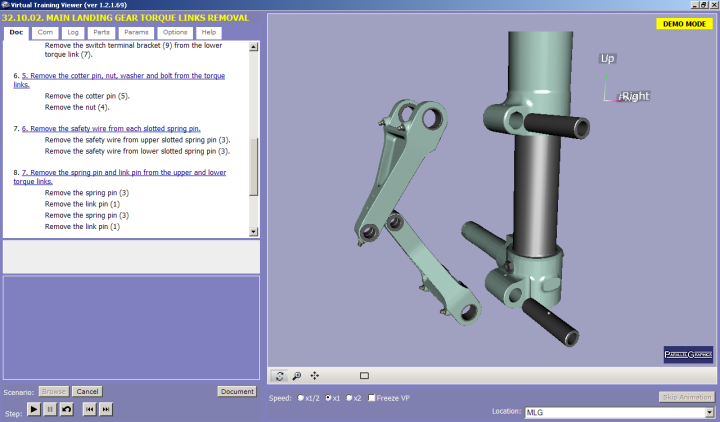 Virtual Training Viewer (ver 1.2.1.69)
32.10.02. MAIN LANDING GEAR TORQUE LINKS REMOVAL
DEMO MODE
Doc Com Log Parts Params Options Help
Remove the switch terminal bracket (9) from the lower
torque link (7).
6. 5. Remove the cotter pin, nut, washer and bolt from the torque
links.
Remove the cotter pin (5).
Remove the nut (4).
7. 6. Remove the safety wire from each slotted spring pin.
Remove the safety wire from upper slotted spring pin (3).
Remove the safety wire from lower slotted spring pin (3).
8. 7. Remove the spring pin and link pin from the upper and lower
torque links.
Remove the spring pin (3)
Remove the link pin (1)
Remove the spring pin (3)
Remove the link pin (1)
Up
Right
PARALLELGRAPHICS
Scenario: Browse Cancel Document
Step:
Speed: x1/2 x1 x2 Freeze VP
Skip Animation
Location: MLG